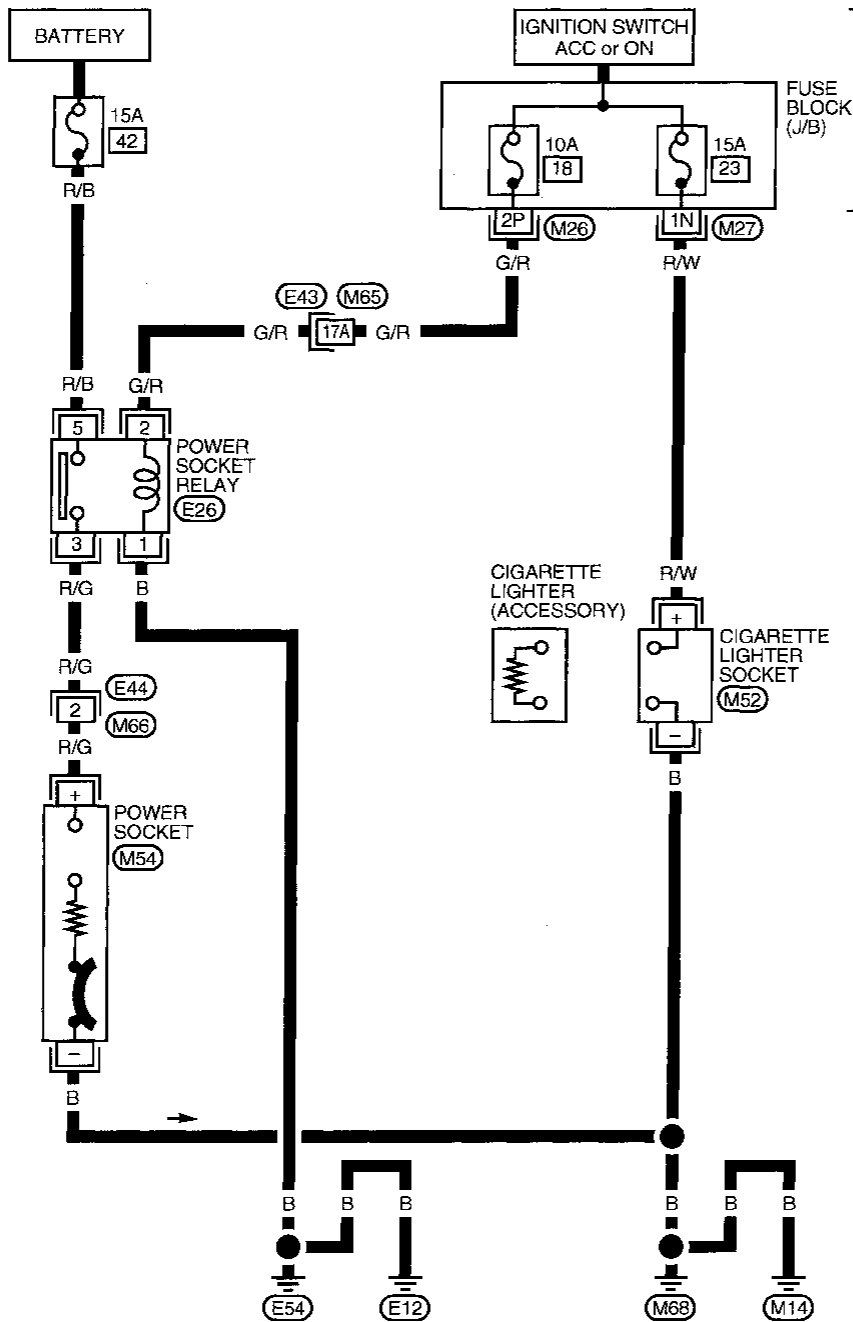 BATTERY
IGNITION SWITCH
ACC or ON
FUSE
BLOCK
(J/B)
15A
42
10A
18
15A
23
R/B
2P
M26
1N
M27
G/R
R/W
E43
M65
G/R
17A
G/R
R/B
G/R
5
2
POWER
SOCKET
RELAY
E26
3
1
R/G
B
CIGARETTE
LIGHTER
(ACCESSORY)
R/W
+
CIGARETTE
LIGHTER
SOCKET
M52
−
B
R/G
E44
2
M66
R/G
+
POWER
SOCKET
M54
−
B
B
B
B
B
B
B
E54
E12
M68
M14